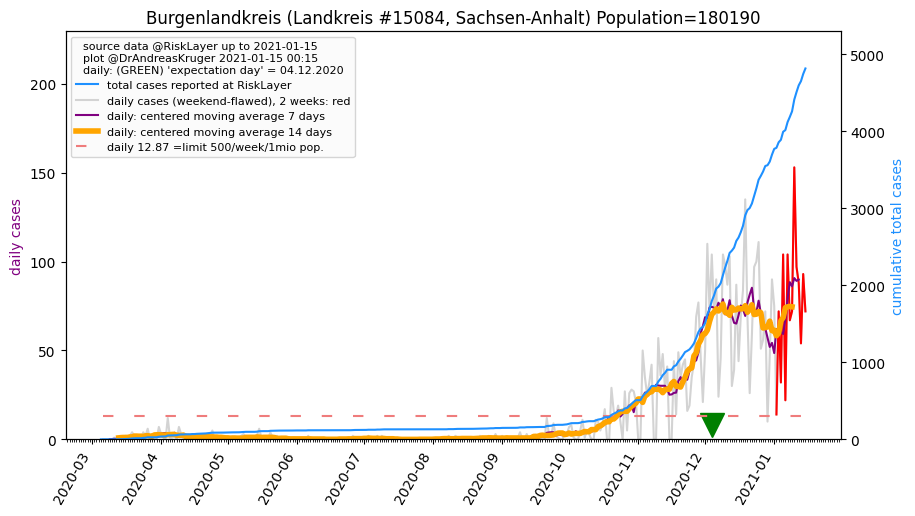 Burgenlandkreis (Landkreis #15084, Sachsen-Anhalt) Population=180190
source data @RiskLayer up to 2021-01-15
plot @DrAndreasKruger 2021-01-15 00:15
daily: (GREEN) 'expectation day' = 04.12.2020
total cases reported at RiskLayer
daily cases (weekend-flawed), 2 weeks: red
daily: centered moving average 7 days
daily: centered moving average 14 days
daily 12.87 =limit 500/week/1mio pop.
daily cases
200
150
100
50
0
cumulative total cases
5000
4000
3000
2000
1000
0
2020-03
2020-04
2020-05
2020-06
2020-07
2020-08
2020-09
2020-10
2020-11
2020-12
2021-01